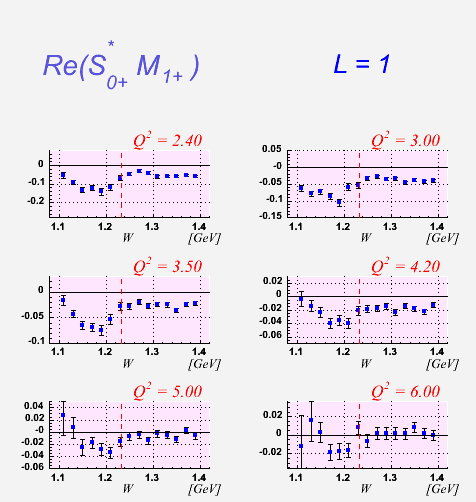 Re(S*0+ M1+) L = 1
Q² = 2.40 Q² = 3.00
0 0.05
-0.1 -0
-0.2 -0.05
-0.1
-0.15
1.1 1.2 1.3 1.4 1.1 1.2 1.3 1.4
W [GeV] W [GeV]
Q² = 3.50 Q² = 4.20
0 0.02
-0.05 0
-0.1 -0.02
-0.04
-0.06
1.1 1.2 1.3 1.4 1.1 1.2 1.3 1.4
W [GeV] W [GeV]
Q² = 5.00 Q² = 6.00
0.04 0.02
0.02 0
-0 -0.02
-0.02
-0.04
-0.06
1.1 1.2 1.3 1.4 1.1 1.2 1.3 1.4
W [GeV] W [GeV]